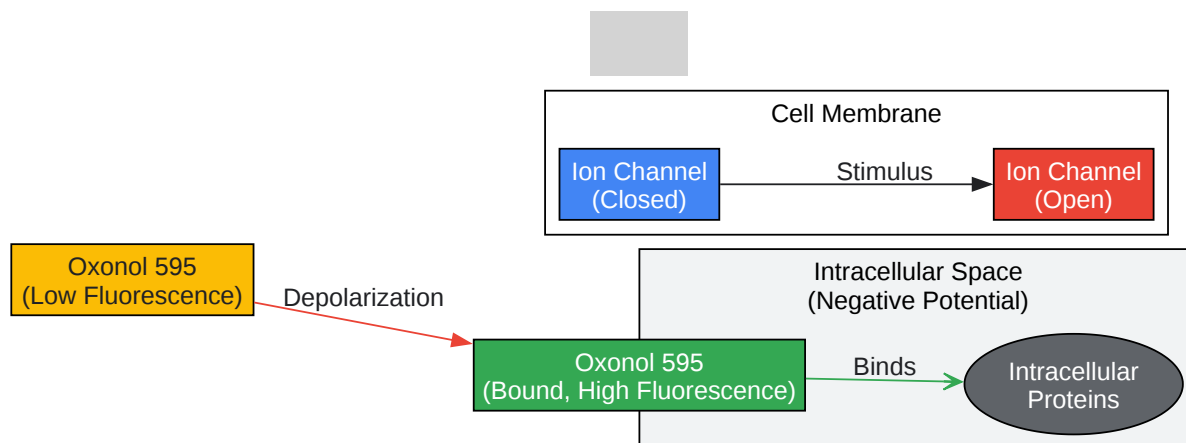 Cell Membrane
Ion Channel
(Closed)
Stimulus
Ion Channel
(Open)
Oxonol 595
(Low Fluorescence)
Depolarization
Intracellular Space
(Negative Potential)
Oxonol 595
(Bound, High Fluorescence)
Binds
Intracellular
Proteins